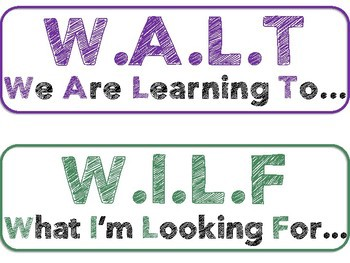 W.A.L.T
We Are Learning To...
W.I.L.F
What I'm Looking For...